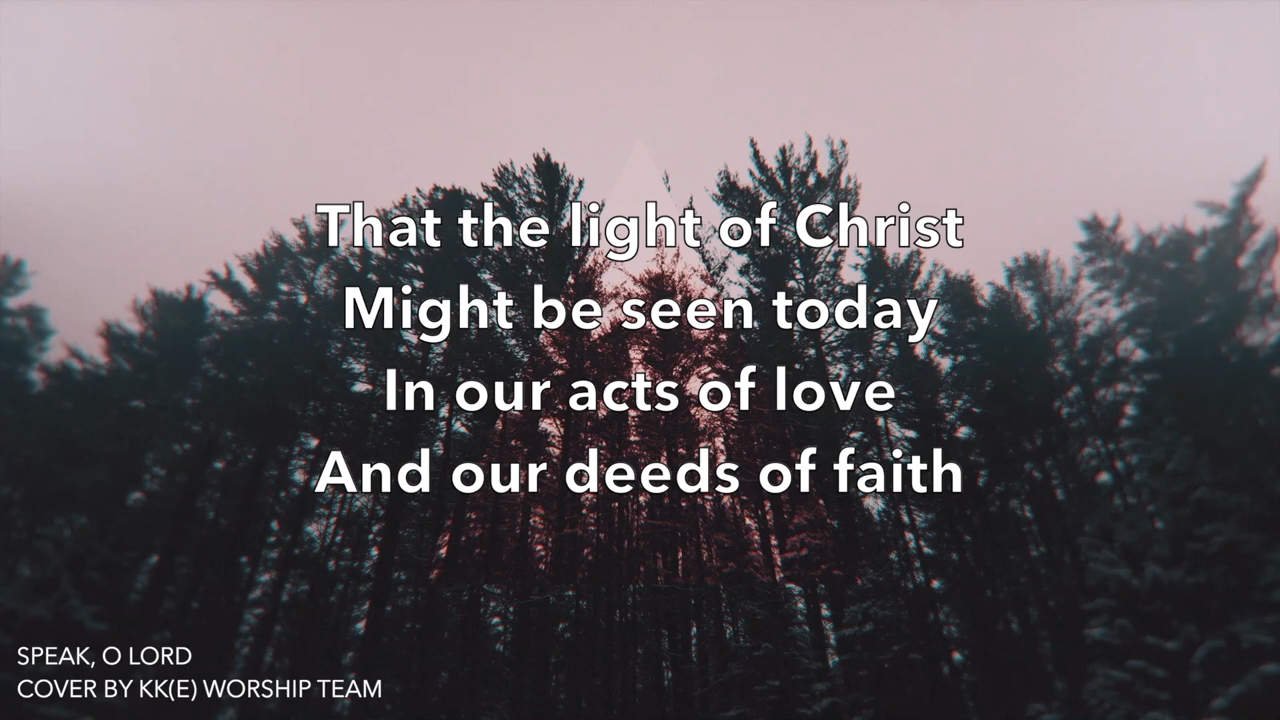 That the light of Christ
Might be seen today
In our acts of love
And our deeds of faith
SPEAK, O LORD
COVER BY KK(E) WORSHIP TEAM